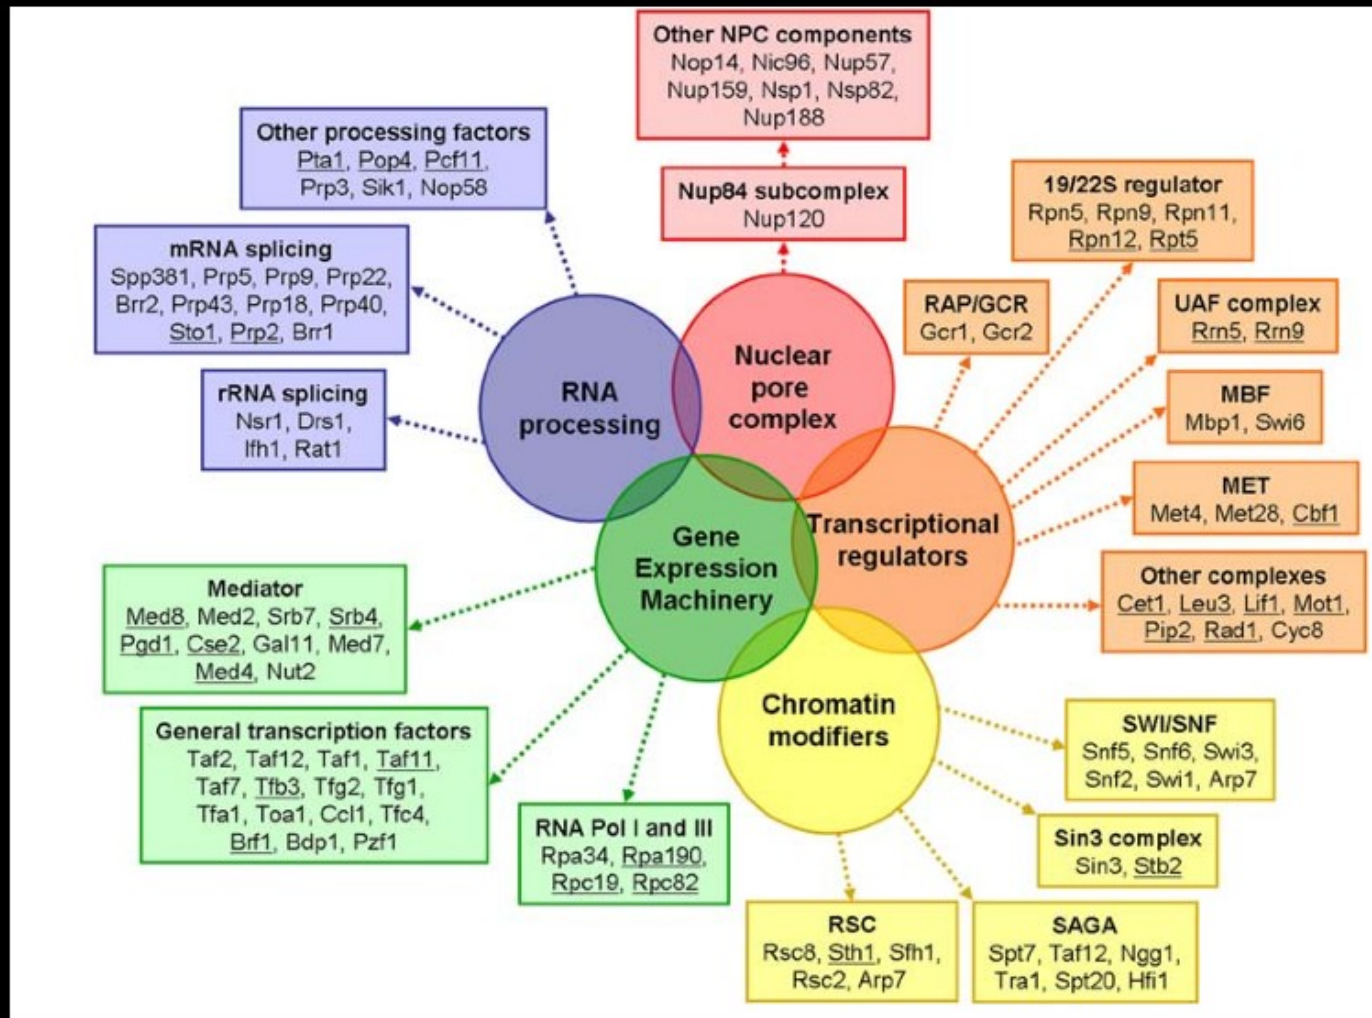 Other NPC components
Nop14, Nic96, Nup57,
Nup159, Nsp1, Nsp82,
Nup188
Nup84 subcomplex
Nup120
Other processing factors
Pta1, Pop4, Pcf11,
Prp3, Sik1, Nop58
mRNA splicing
Spp381, Prp5, Prp9, Prp22,
Brr2, Prp43, Prp18, Prp40,
Sto1, Prp2, Brr1
rRNA splicing
Nsr1, Drs1,
Ifh1, Rat1
RNA
processing
Nuclear
pore
complex
19/22S regulator
Rpn5, Rpn9, Rpn11,
Rpn12, Rpt5
RAP/GCR
Gcr1, Gcr2
UAF complex
Rrn5, Rrn9
MBF
Mbp1, Swi6
MET
Met4, Met28, Cbf1
Other complexes
Cet1, Leu3, Lif1, Mot1,
Pip2, Rad1, Cyc8
Transcriptional
regulators
Gene
Expression
Machinery
Mediator
Med8, Med2, Srb7, Srb4,
Pgd1, Cse2, Gal11, Med7,
Med4, Nut2
General transcription factors
Taf2, Taf12, Taf1, Taf11,
Taf7, Tfb3, Tfg2, Tfg1,
Tfa1, Toa1, Ccl1, Tfc4,
Brf1, Bdp1, Pzf1
RNA Pol I and III
Rpa34, Rpa190,
Rpc19, Rpc82
Chromatin
modifiers
SWI/SNF
Snf5, Snf6, Swi3,
Snf2, Swi1, Arp7
Sin3 complex
Sin3, Stb2
RSC
Rsc8, Sth1, Sfh1,
Rsc2, Arp7
SAGA
Spt7, Taf12, Ngg1,
Tra1, Spt20, Hfi1